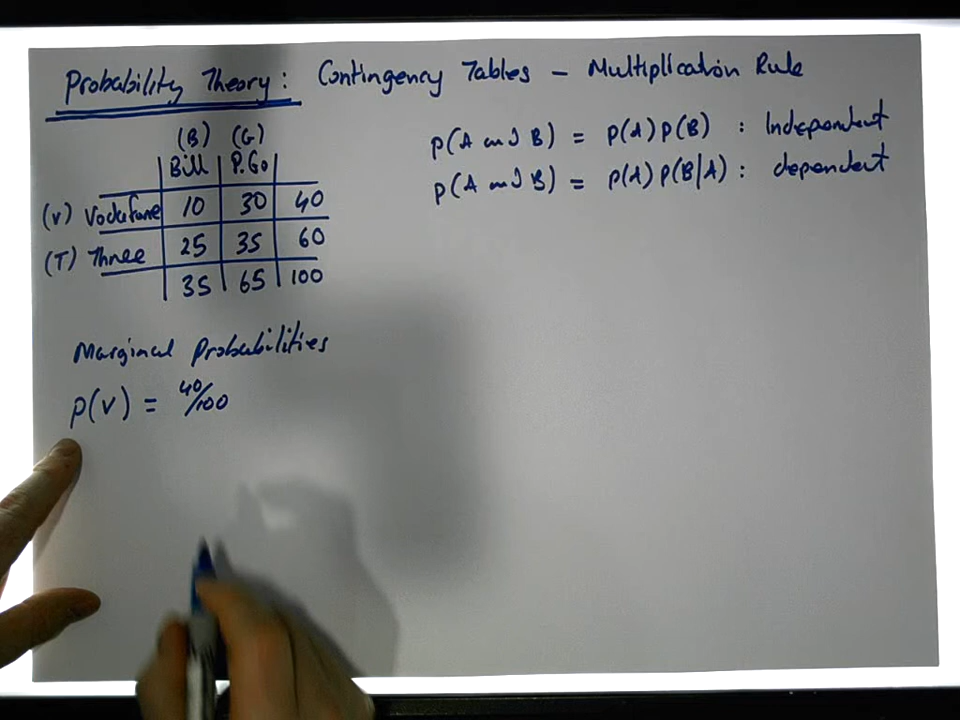 Probability Theory: Contingency Tables - Multiplication Rule
(B) (G)
Bill P.Go
(V) Vodafone 10 30 40
(T) Three 25 35 60
35 65 100
P(A and B) = P(A)P(B) : Independent
P(A and B) = P(A)P(B|A) : dependent
Marginal Probabilities
P(V) = 40/100